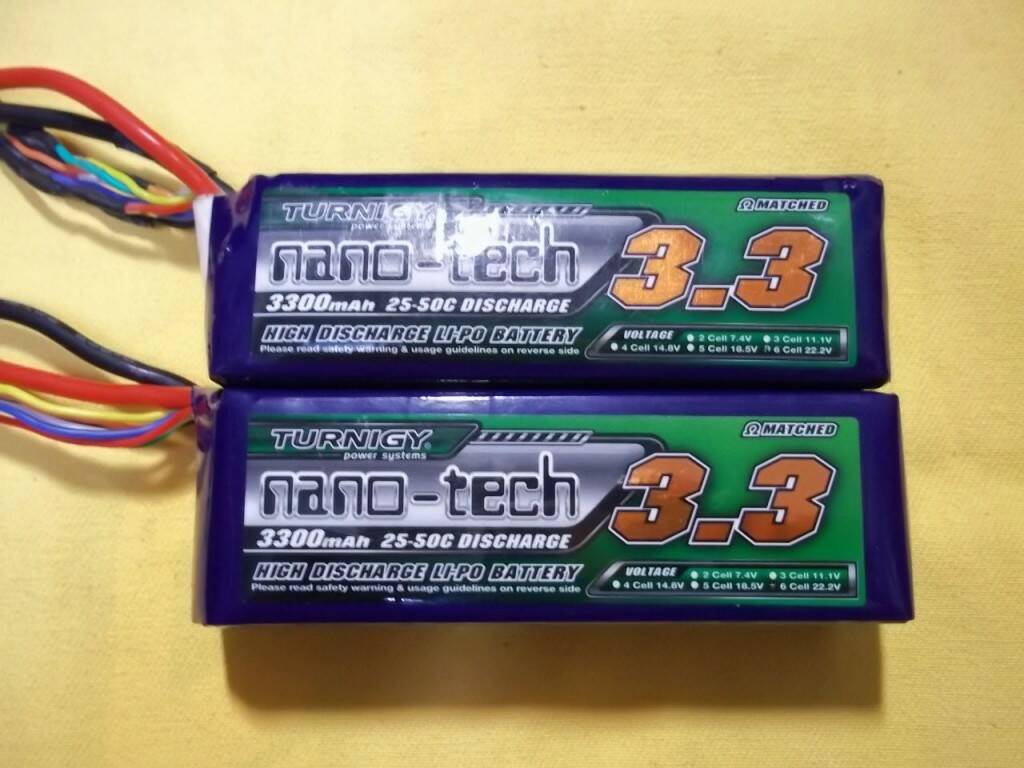 TURNIGY
power systems
Ω MATCHED
nano-tech
3.3
3300mAh 25-50C DISCHARGE
HIGH DISCHARGE LI-PO BATTERY
Please read safety warning & usage guidelines on reverse side
VOLTAGE 2 Cell 7.4V 3 Cell 11.1V
4 Cell 14.8V 5 Cell 18.5V 6 Cell 22.2V
TURNIGY
power systems
Ω MATCHED
nano-tech
3.3
3300mAh 25-50C DISCHARGE
HIGH DISCHARGE LI-PO BATTERY
Please read safety warning & usage guidelines on reverse side
VOLTAGE 2 Cell 7.4V 3 Cell 11.1V
4 Cell 14.8V 5 Cell 18.5V 6 Cell 22.2V